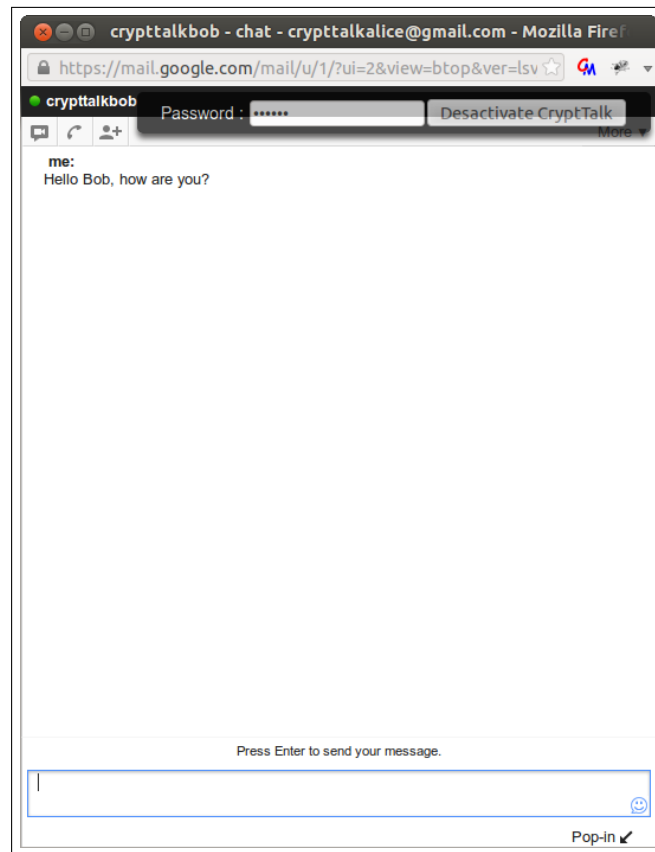 crypttalkbob - chat - crypttalkalice@gmail.com - Mozilla Firef
https://mail.google.com/mail/u/1/?ui=2&view=btop&ver=lsv
crypttalkbob
Password : •••••• Desactivate CryptTalk
More
me:
Hello Bob, how are you?
Press Enter to send your message.
Pop-in